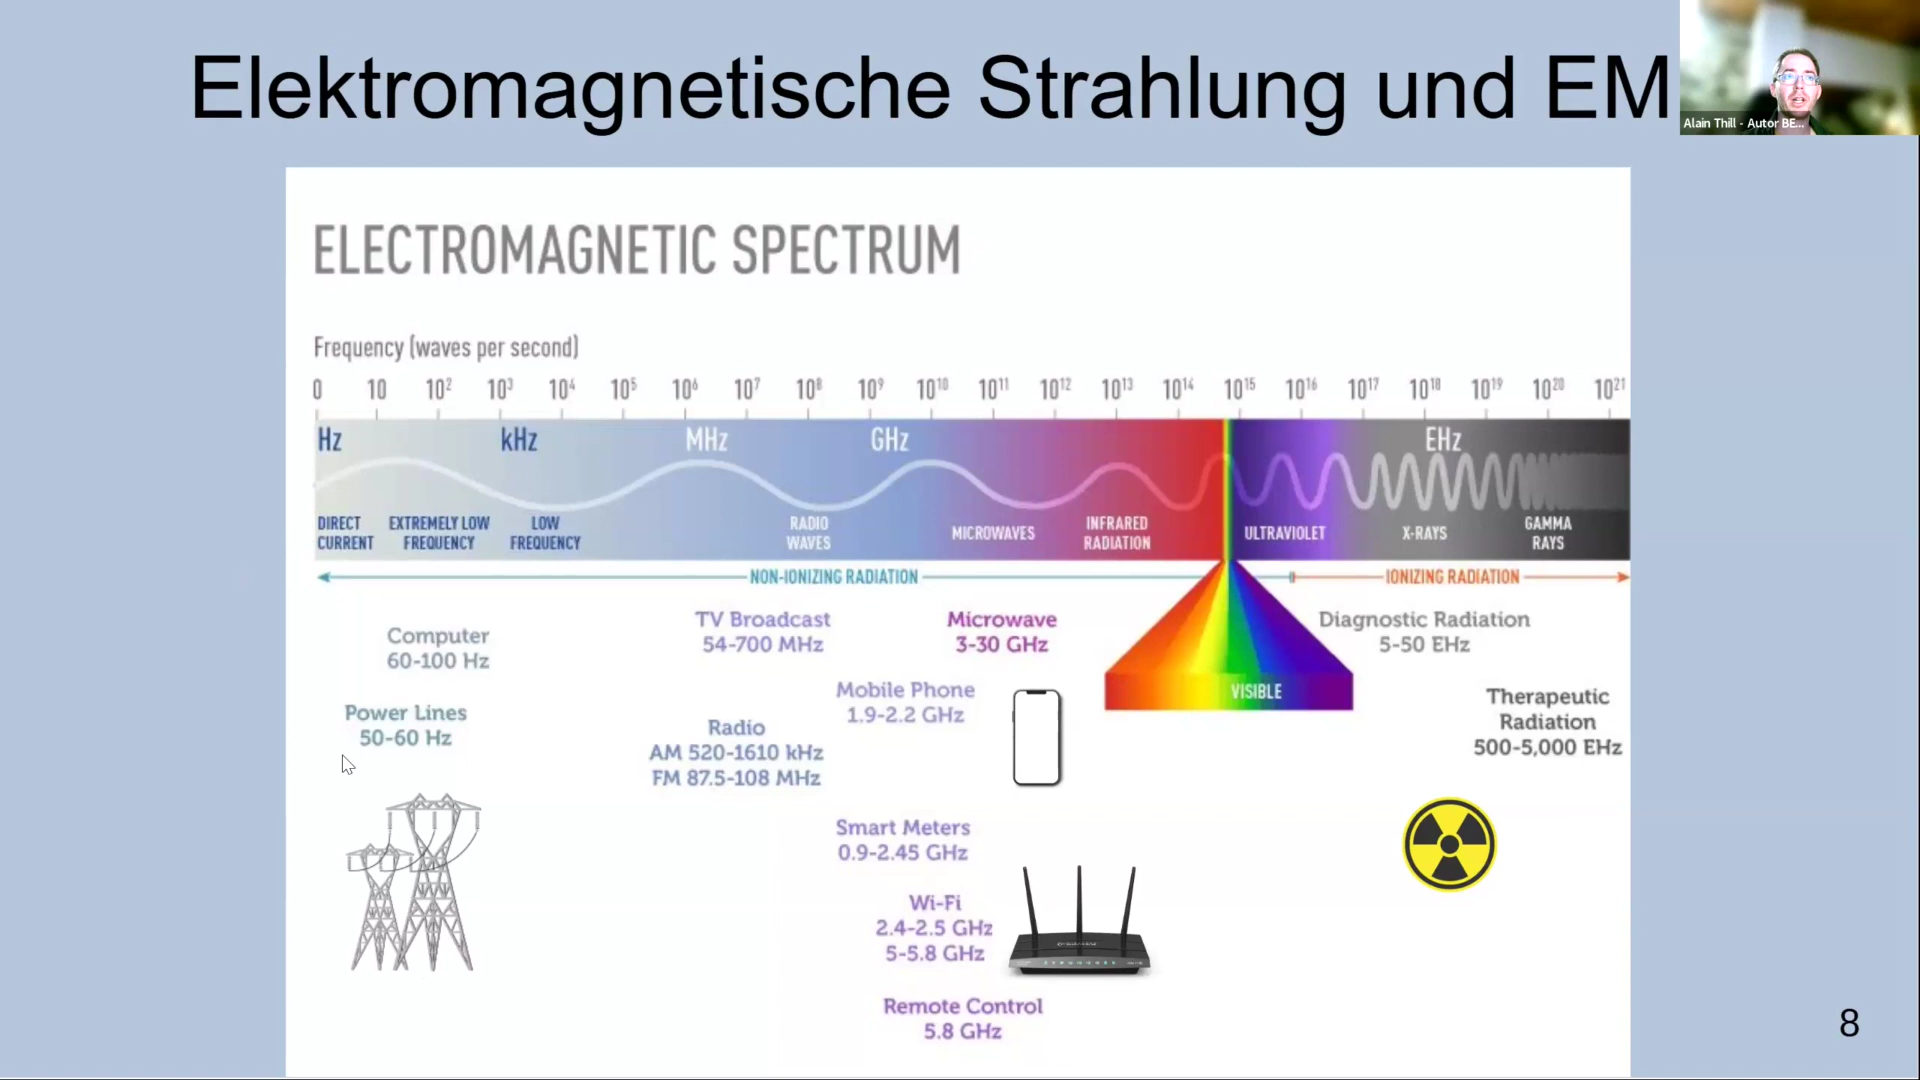 Elektromagnetische Strahlung und EM
Alain Thill - Autor BE...
ELECTROMAGNETIC SPECTRUM
Frequency (waves per second)
0 10 10² 10³ 10⁴ 10⁵ 10⁶ 10⁷ 10⁸ 10⁹ 10¹⁰ 10¹¹ 10¹² 10¹³ 10¹⁴ 10¹⁵ 10¹⁶ 10¹⁷ 10¹⁸ 10¹⁹ 10²⁰ 10²¹
Hz kHz MHz GHz EHz
DIRECT
CURRENT
EXTREMELY LOW
FREQUENCY
LOW
FREQUENCY
RADIO
WAVES
MICROWAVES
INFRARED
RADIATION
ULTRAVIOLET
X-RAYS
GAMMA
RAYS
NON-IONIZING RADIATION
IONIZING RADIATION
Computer
60-100 Hz
Power Lines
50-60 Hz
TV Broadcast
54-700 MHz
Radio
AM 520-1610 kHz
FM 87.5-108 MHz
Microwave
3-30 GHz
Mobile Phone
1.9-2.2 GHz
Smart Meters
0.9-2.45 GHz
Wi-Fi
2.4-2.5 GHz
5-5.8 GHz
Remote Control
5.8 GHz
VISIBLE
Diagnostic Radiation
5-50 EHz
Therapeutic
Radiation
500-5,000 EHz
8